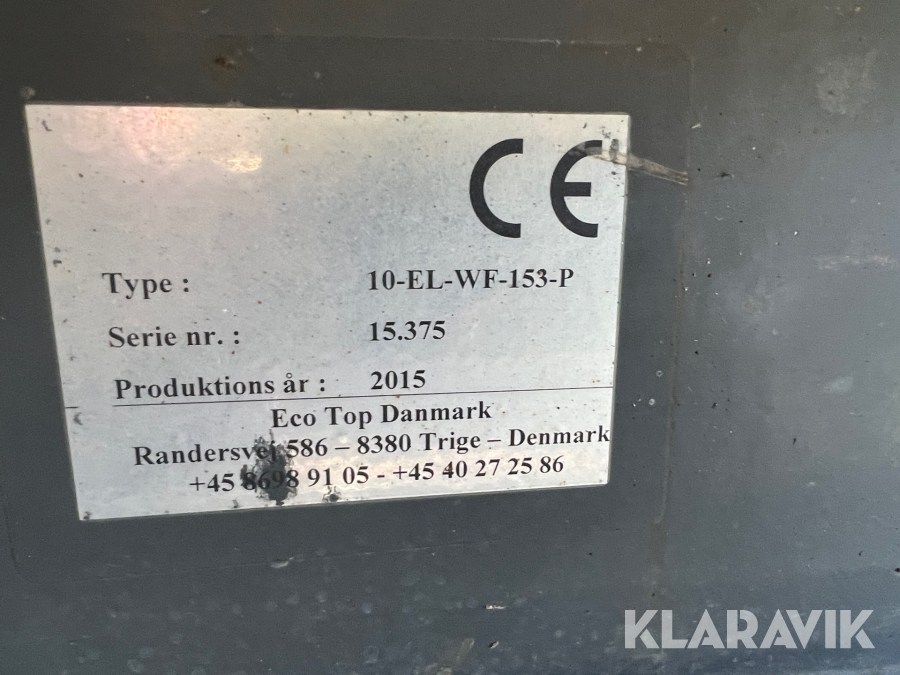 CE
Type : 10-EL-WF-153-P
Serie nr. : 15.375
Produktions år : 2015
Eco Top Danmark
Randersvej 586 – 8380 Trige – Denmark
+45 8698 91 05 - +45 40 27 25 86
KLARAVIK